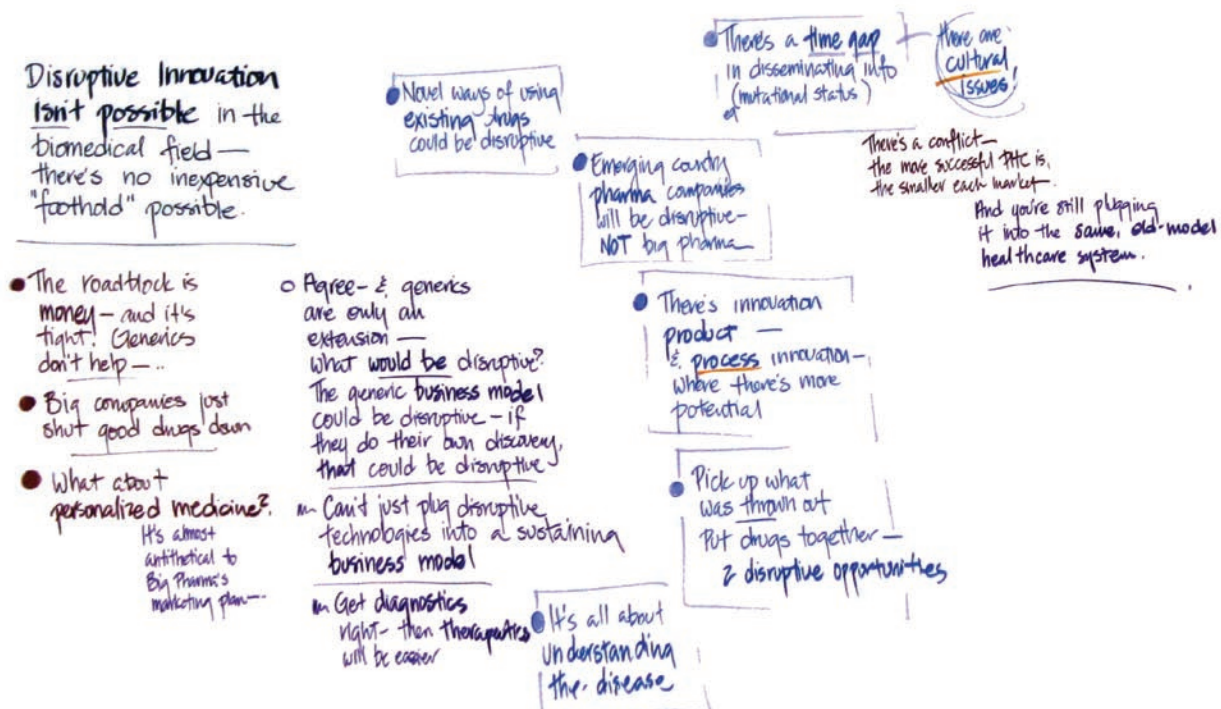 Disruptive Innovation
Isn't possible in the
biomedical field —
there's no inexpensive
"foothold" possible.
The roadblock is
money — and it's
tight! Generics
don't help — ..
Big companies just
shut good drugs down
What about
personalized medicine?
It's almost
antithetical to
Big Pharma's
marketing plan —..
Agree — & generics
are only an
extension —
what would be disruptive?
The generic business model
could be disruptive — if
they do their own discovery,
that could be disruptive
Can't just plug disruptive
technologies into a sustaining
business model
Get diagnostics
right — then therapeutics
will be easier
Novel ways of using
existing drugs
could be disruptive
Emerging country
pharma companies
will be disruptive —
NOT big pharma
There's innovation
product —
& process innovation —
where there's more
potential
Pick up what
was thrown out
Put drugs together —
2 disruptive opportunities
It's all about
understanding
the disease
There's a time gap
in disseminating info
(mutational status)
there are
cultural
issues!
There's a conflict —
the more successful PHC is,
the smaller each market.
And you're still plugging
it into the same, old-model
healthcare system.